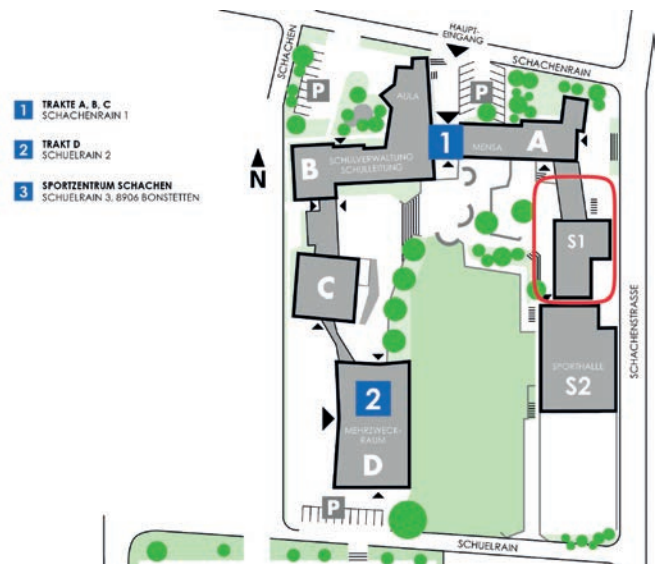 HAUPT-
EINGANG
SCHACHEN
SCHACHENRAIN
P
P
AULA
1 TRAKTE A, B, C
SCHACHENRAIN 1
2 TRAKT D
SCHUELRAIN 2
3 SPORTZENTRUM SCHACHEN
SCHUELRAIN 3, 8906 BONSTETTEN
N
1
MENSA
A
B
SCHULVERWALTUNG
SCHULLEITUNG
S1
C
SCHACHENSTRASSE
SPORTHALLE
S2
2
MEHRSWECK-
RAUM
D
P
SCHUELRAIN